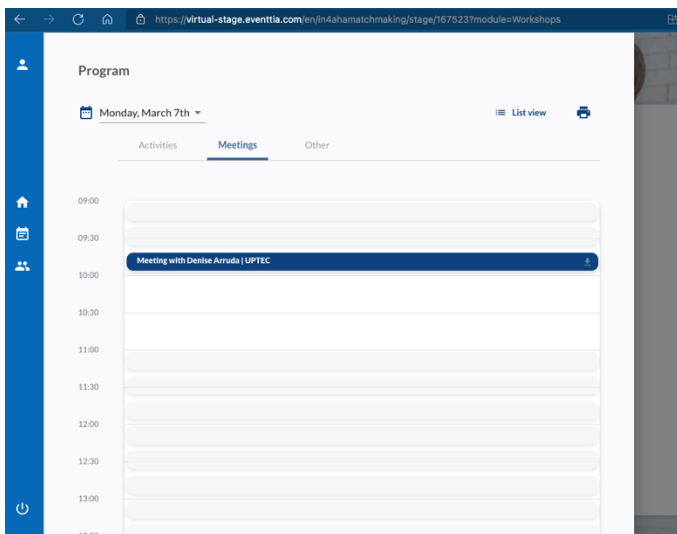 https://virtual-stage.eventtia.com/en/in4ahamatchmaking/stage/167523?module=Workshops
Program
Monday, March 7th
List view
Activities Meetings Other
09:00
09:30
Meeting with Denise Arruda | UPTEC
10:00
10:30
11:00
11:30
12:00
12:30
13:00